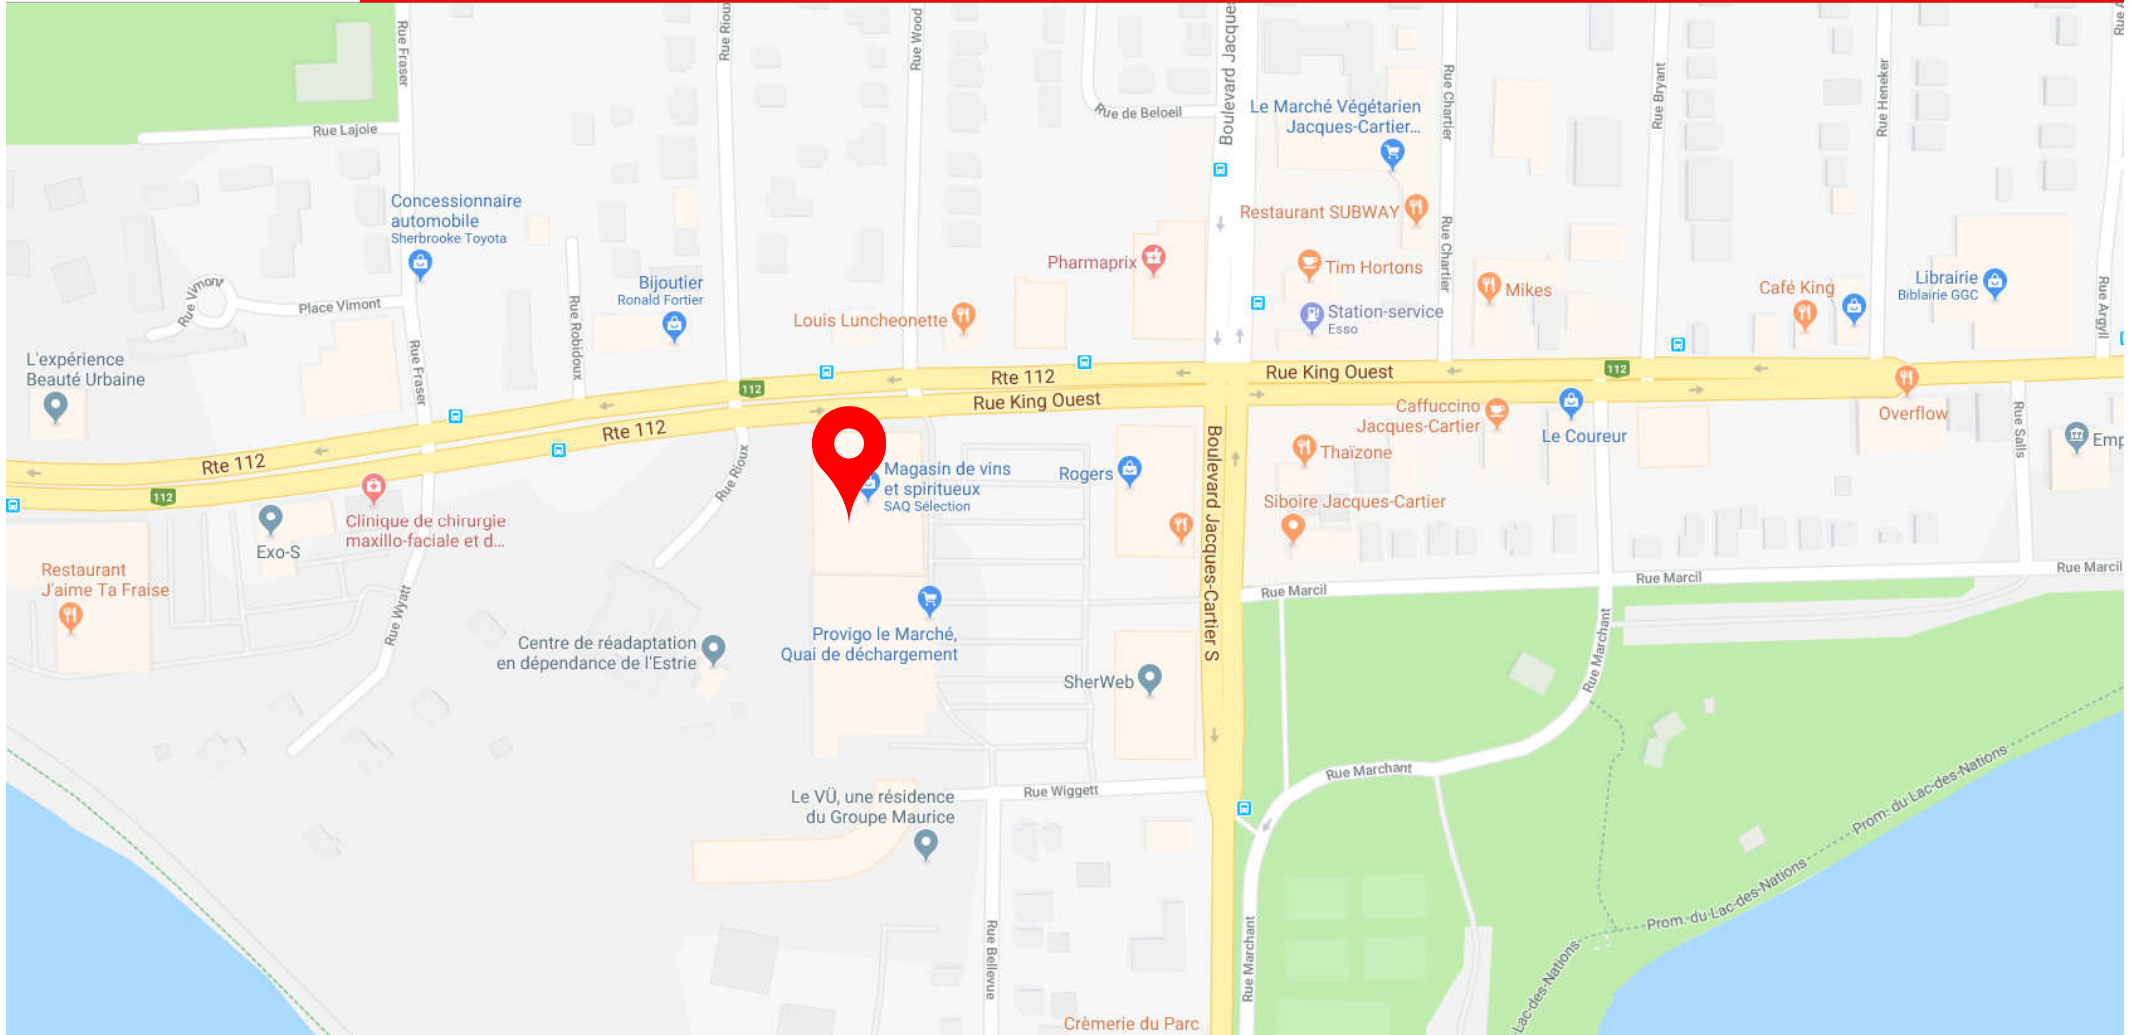 Rue Fraser
Rue Rioux
Rue Wood
Boulevard Jacques
Rue Chartier
Rue Bryant
Rue Heneker
Rue A
Rue Lajoie
Rue de Beloeil
Le Marché Végétarien
Jacques-Cartier...
Concessionnaire
automobile
Sherbrooke Toyota
Restaurant SUBWAY
Rue Chartier
Pharmaprix
Tim Hortons
Bijoutier
Ronald Fortier
Mikes
Café King
Librairie
Biblairie GGC
Rue Argyll
Rue Vimont
Place Vimont
Rue Robidoux
Louis Luncheonette
Station-service
Esso
L'expérience
Beauté Urbaine
Rue Fraser
112
Rte 112
Rue King Ouest
112
Rue King Ouest
Caffuccino
Jacques-Cartier
Le Coureur
Overflow
Rue Salls
Emp
Rte 112
Rte 112
112
Rue Rioux
Magasin de vins
et spiritueux
SAQ Sélection
Rogers
Boulevard Jacques-Cartier S
Thaïzone
Siboire Jacques-Cartier
Clinique de chirurgie
maxillo-faciale et d...
Exo-S
Restaurant
J'aime Ta Fraise
Rue Wyatt
Rue Marcil
Rue Marcil
Rue Marcil
Centre de réadaptation
en dépendance de l'Estrie
Provigo le Marché,
Quai de déchargement
SherWeb
Rue Marchant
Rue Marchant
Le VÜ, une résidence
du Groupe Maurice
Rue Wiggett
Prom. du Lac-des-Nations
Prom. du Lac-des-Nations
Lac-des-Nations
Rue Bellevue
Rue Marchant
Crèmerie du Parc